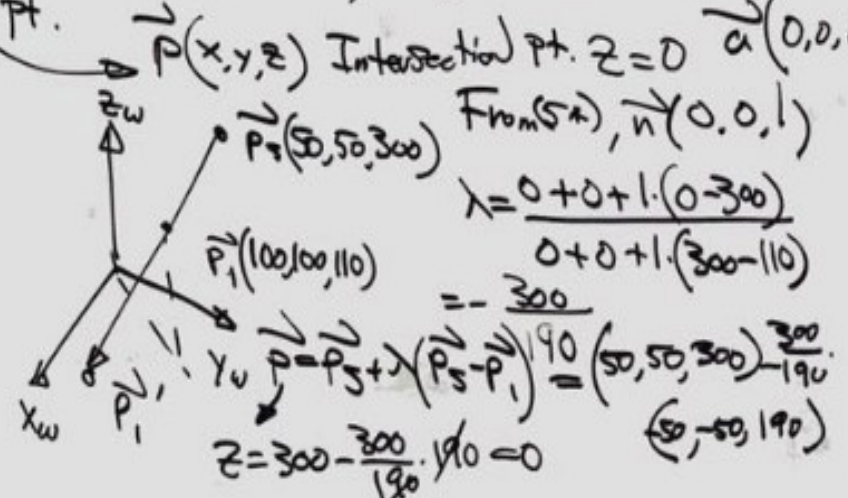 pt.
P(x, y, z) Intersection pt. z=0 a(0,0,
Zw
Ps(50,50,300)
From(5*), n(0,0,1)
λ= 0+0+1·(0-300)
0+0+1·(300-110)
P1(100,100,110)
=- 300
190
P=Ps+λ(Ps-P1) = (50,50,300)-300/190·
(-50,-50,190)
Xw P1' Yw
Z=300-300/190·190=0